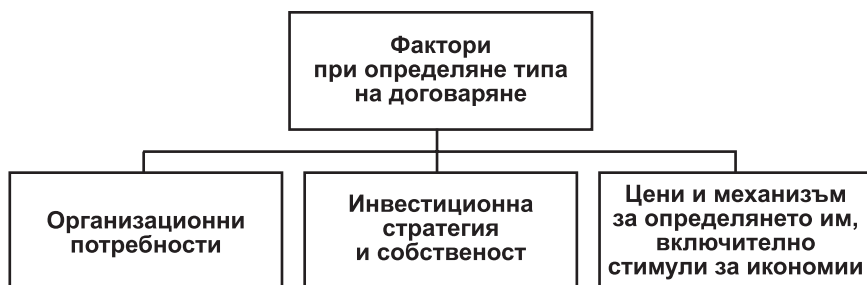 Фактори
при определяне типа
на договаряне
Организационни
потребности
Инвестиционна
стратегия
и собственост
Цени и механизъм
за определянето им,
включително
стимули за икономии